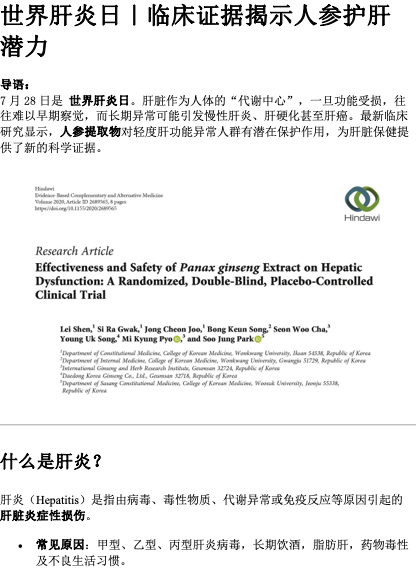 世界肝炎日｜临床证据揭示人参护肝
潜力
导语：
7 月 28 日是 世界肝炎日。肝脏作为人体的“代谢中心”，一旦功能受损，往
往难以早期察觉，而长期异常可能引发慢性肝炎、肝硬化甚至肝癌。最新临床
研究显示，人参提取物对轻度肝功能异常人群有潜在保护作用，为肝脏保健提
供了新的科学证据。
Hindawi
Evidence-Based Complementary and Alternative Medicine
Volume 2020, Article ID 2689565, 8 pages
https://doi.org/10.1155/2020/2689565
Hindawi
Research Article
Effectiveness and Safety of Panax ginseng Extract on Hepatic
Dysfunction: A Randomized, Double-Blind, Placebo-Controlled
Clinical Trial
Lei Shen,1 Si Ra Gwak,1 Jong Cheon Joo,1 Bong Keun Song,2 Seon Woo Cha,3
Young Uk Song,4 Mi Kyung Pyo,3 and Soo Jung Park5
1Department of Constitutional Medicine, College of Korean Medicine, Wonkwang University, Iksan 54538, Republic of Korea
2Department of Internal Medicine, College of Korean Medicine, Wonkwang University, Gwangju 51729, Republic of Korea
3International Ginseng and Herb Research Institute, Geumsan 32724, Republic of Korea
4Daedong Korea Ginseng Co., Ltd., Geumsan 32718, Republic of Korea
5Department of Sasang Constitutional Medicine, College of Korean Medicine, Woosuk University, Jeonju 55338,
Republic of Korea
什么是肝炎？
肝炎（Hepatitis）是指由病毒、毒性物质、代谢异常或免疫反应等原因引起的
肝脏炎症性损伤。
• 常见原因：甲型、乙型、丙型肝炎病毒，长期饮酒，脂肪肝，药物毒性
及不良生活习惯。